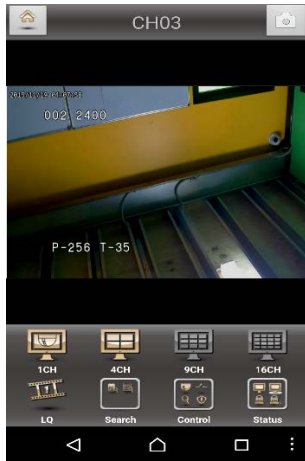 CH03
002 2400
P-256 T-35
1CH 4CH 9CH 16CH
LQ Search Control Status